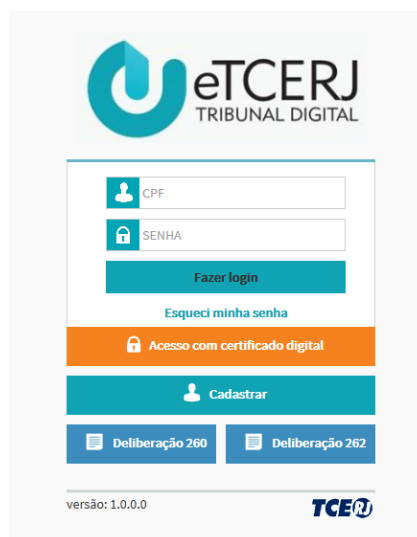 eTCERJ
TRIBUNAL DIGITAL
CPF
SENHA
Fazer login
Esqueci minha senha
Acesso com certificado digital
Cadastrar
Deliberação 260
Deliberação 262
versão: 1.0.0.0
TCERJ